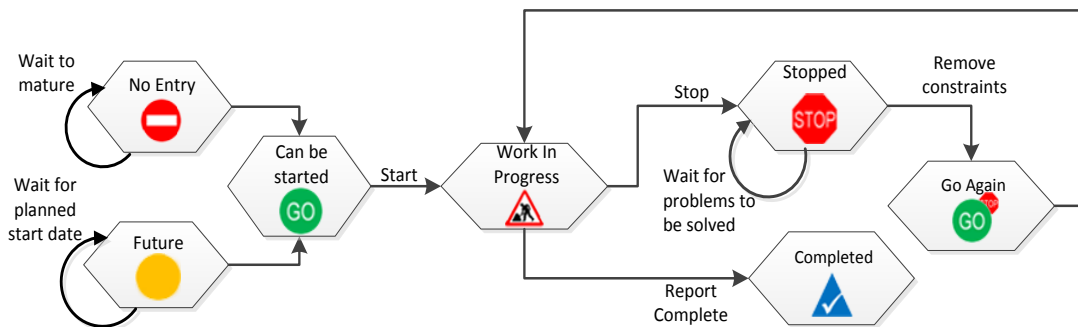 Wait to
mature
No Entry
Wait for
planned
start date
Future
Can be
started
GO
Start
Work In
Progress
Stop
Stopped
STOP
Wait for
problems to
be solved
Remove
constraints
Go Again
STOP
GO
Report
Complete
Completed